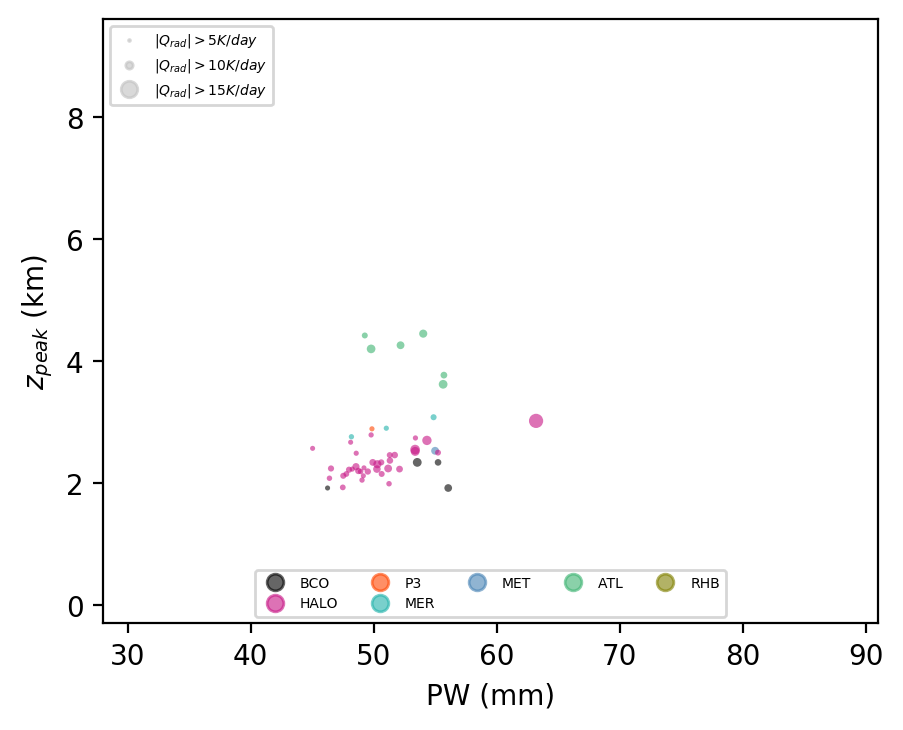 |Q_rad| > 5K/day
|Q_rad| > 10K/day
|Q_rad| > 15K/day
8
6
4
2
0
z_peak (km)
BCO P3 MET ATL RHB
HALO MER
30 40 50 60 70 80 90
PW (mm)